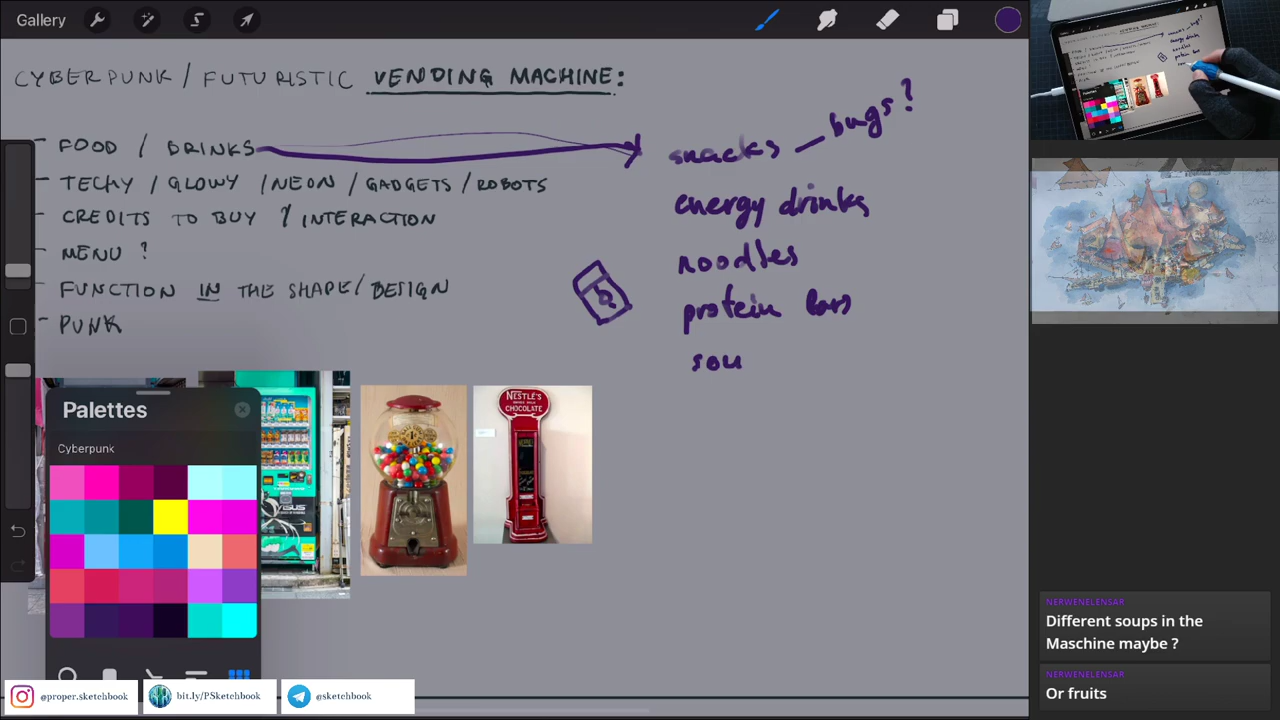 Gallery
CYBERPUNK / FUTURISTIC VENDING MACHINE:
- FOOD / DRINKS
snacks — bugs?
- TECHY / GLOWY / NEON / GADGETS / ROBOTS
energy drinks
- CREDITS TO BUY / INTERACTION
- MENU ?
noodles
- FUNCTION IN THE SHAPE/DESIGN
protein bars
- PUNK
sou
Palettes
Cyberpunk
NESTLÉ'S
CHOCOLATE
NERWENELENSAR
Different soups in the
Maschine maybe ?
NERWENELENSAR
Or fruits
@proper.sketchbook
bit.ly/PSketchbook
@sketchbook